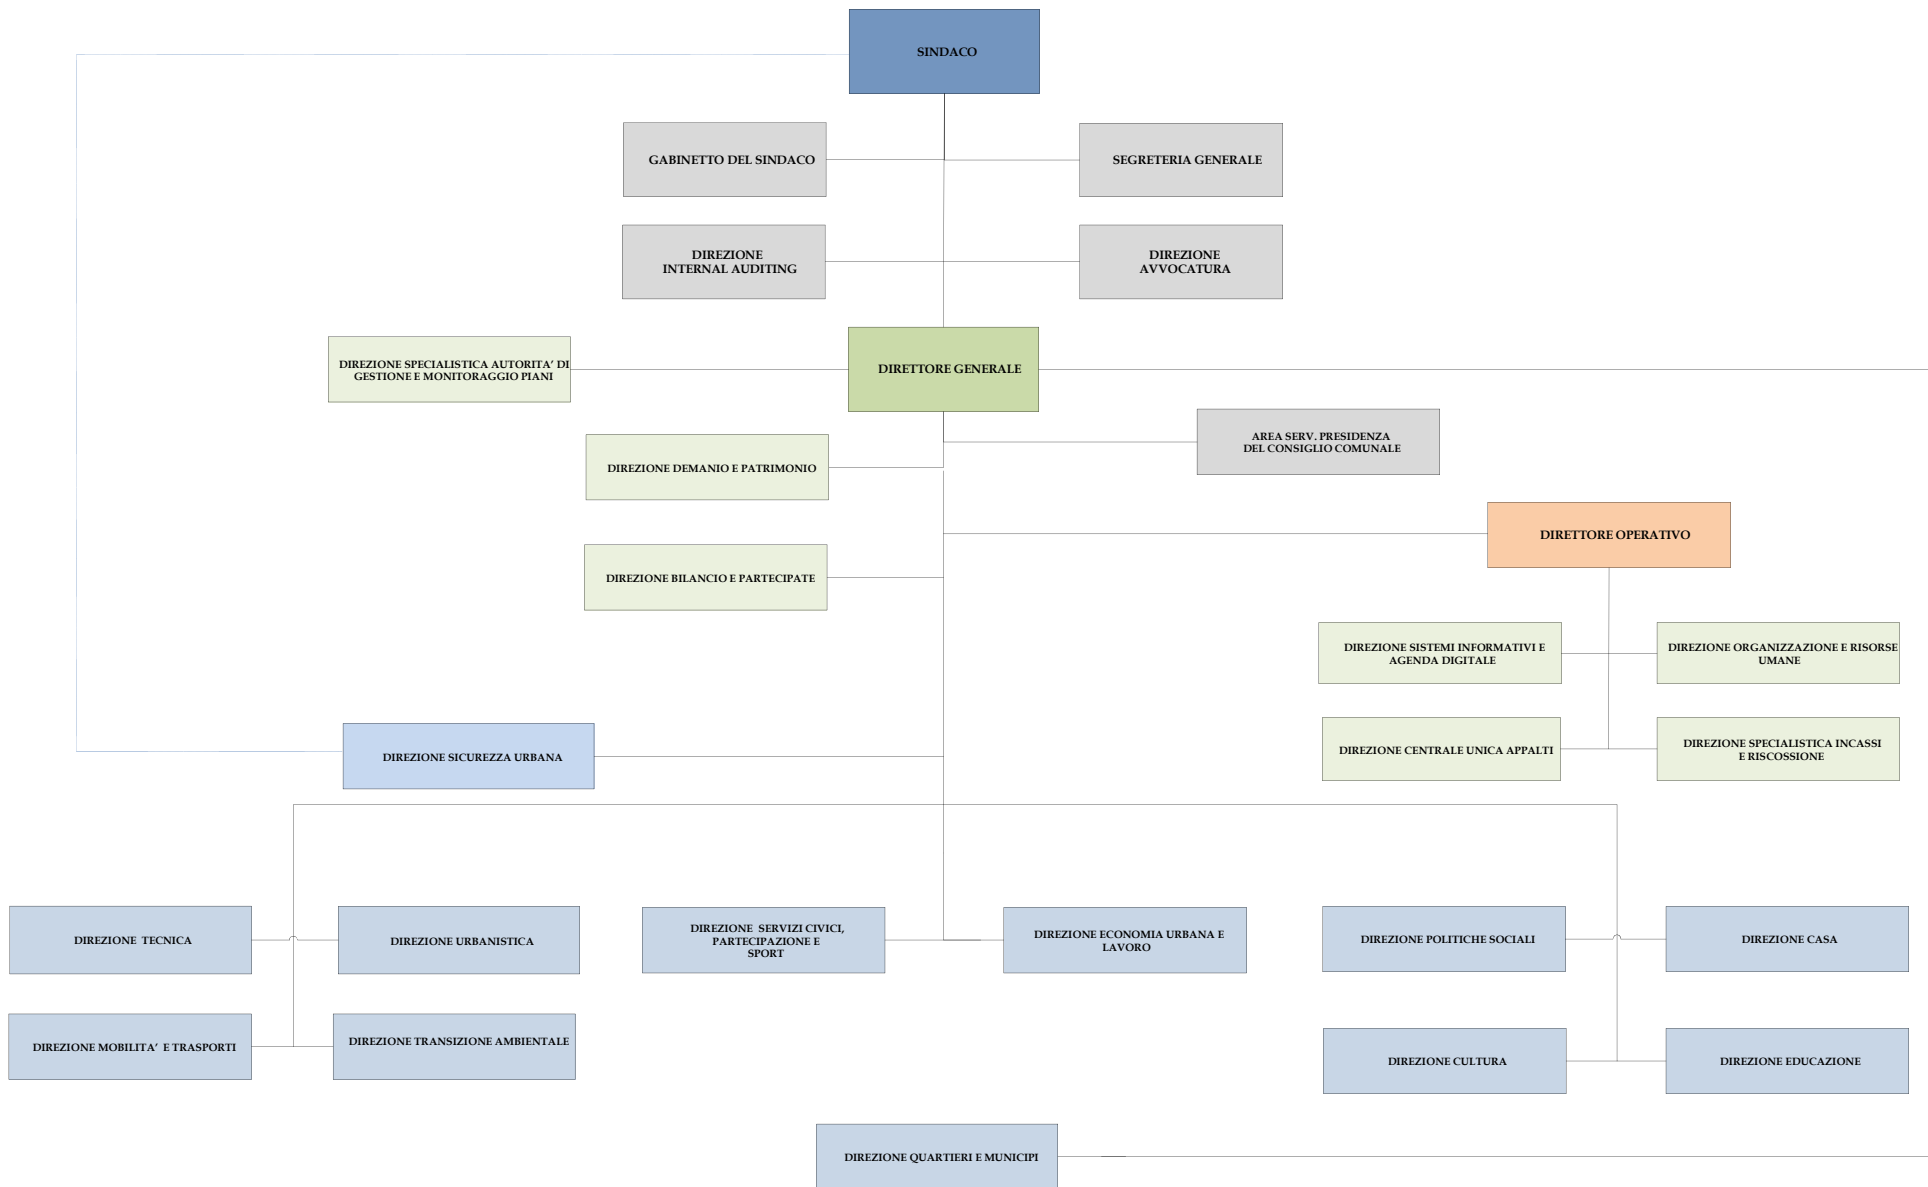 SINDACO
GABINETTO DEL SINDACO
SEGRETERIA GENERALE
DIREZIONE
INTERNAL AUDITING
DIREZIONE
AVVOCATURA
DIREZIONE SPECIALISTICA AUTORITA' DI
GESTIONE E MONITORAGGIO PIANI
DIRETTORE GENERALE
AREA SERV. PRESIDENZA
DEL CONSIGLIO COMUNALE
DIREZIONE DEMANIO E PATRIMONIO
DIRETTORE OPERATIVO
DIREZIONE BILANCIO E PARTECIPATE
DIREZIONE SISTEMI INFORMATIVI E
AGENDA DIGITALE
DIREZIONE ORGANIZZAZIONE E RISORSE
UMANE
DIREZIONE CENTRALE UNICA APPALTI
DIREZIONE SPECIALISTICA INCASSI
E RISCOSSIONE
DIREZIONE SICUREZZA URBANA
DIREZIONE TECNICA
DIREZIONE URBANISTICA
DIREZIONE SERVIZI CIVICI,
PARTECIPAZIONE E
SPORT
DIREZIONE ECONOMIA URBANA E
LAVORO
DIREZIONE POLITICHE SOCIALI
DIREZIONE CASA
DIREZIONE MOBILITA' E TRASPORTI
DIREZIONE TRANSIZIONE AMBIENTALE
DIREZIONE CULTURA
DIREZIONE EDUCAZIONE
DIREZIONE QUARTIERI E MUNICIPI